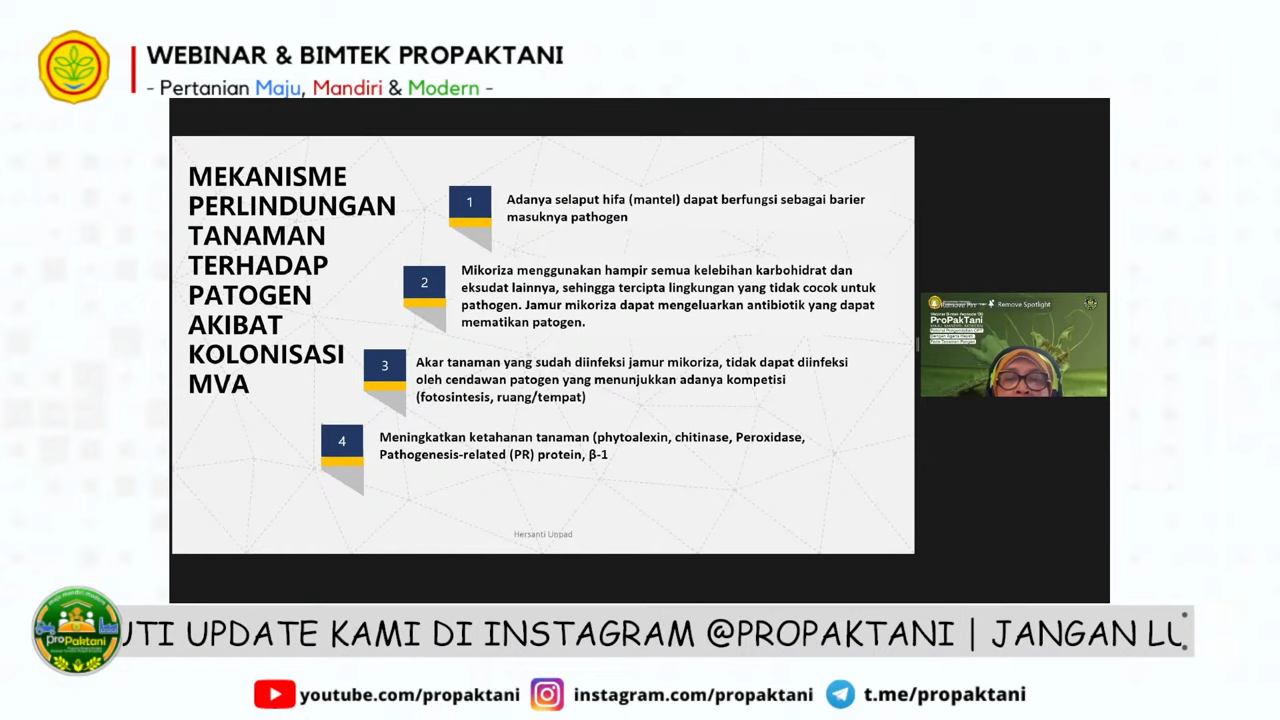 WEBINAR & BIMTEK PROPAKTANI
- Pertanian Maju, Mandiri & Modern -
MEKANISME
PERLINDUNGAN
TANAMAN
TERHADAP
PATOGEN
AKIBAT
KOLONISASI
MVA
1
Adanya selaput hifa (mantel) dapat berfungsi sebagai barier
masuknya pathogen
2
Mikoriza menggunakan hampir semua kelebihan karbohidrat dan
eksudat lainnya, sehingga tercipta lingkungan yang tidak cocok untuk
pathogen. Jamur mikoriza dapat mengeluarkan antibiotik yang dapat
mematikan patogen.
3
Akar tanaman yang sudah diinfeksi jamur mikoriza, tidak dapat diinfeksi
oleh cendawan patogen yang menunjukkan adanya kompetisi
(fotosintesis, ruang/tempat)
4
Meningkatkan ketahanan tanaman (phytoalexin, chitinase, Peroxidase,
Pathogenesis-related (PR) protein, β-1
Hersanti Unpad
Remove Spotlight
ProPakTani
proPaktani
UTI UPDATE KAMI DI INSTAGRAM @PROPAKTANI | JANGAN LU
youtube.com/propaktani
instagram.com/propaktani
t.me/propaktani